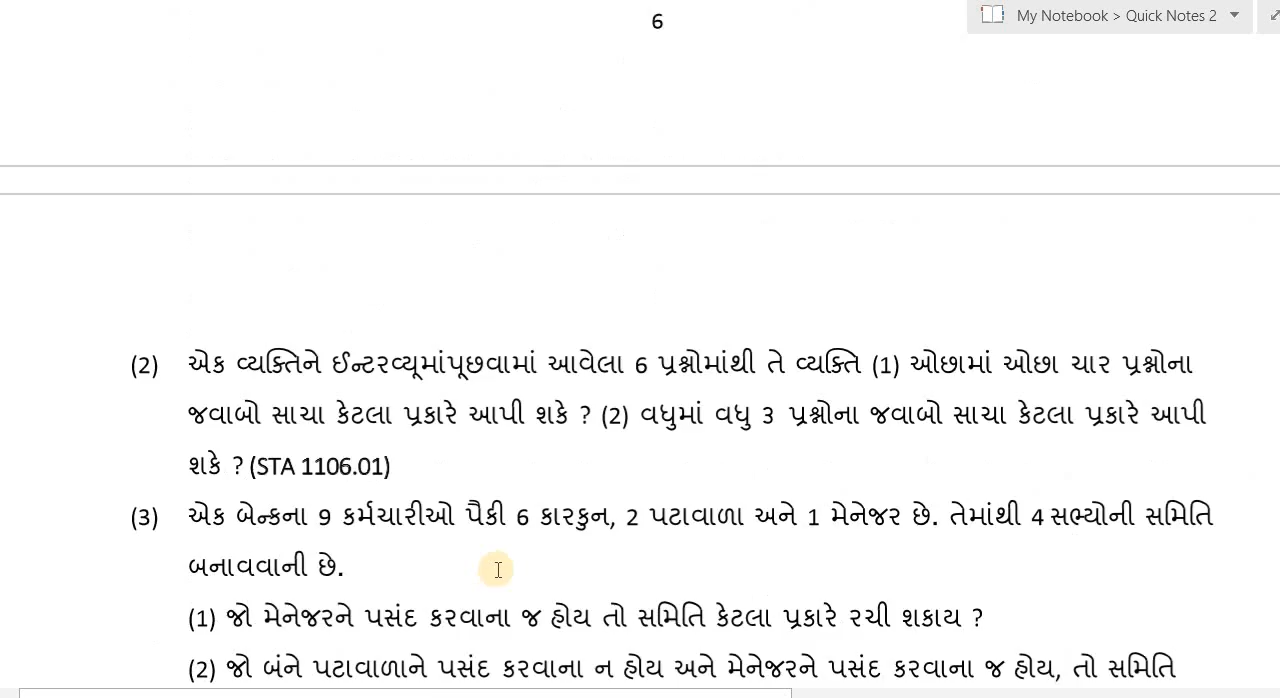 6
My Notebook > Quick Notes 2
(2) એક વ્યક્તિને ઈન્ટરવ્યૂમાંપૂછવામાં આવેલા 6 પ્રશ્નોમાંથી તે વ્યક્તિ (1) ઓછામાં ઓછા ચાર પ્રશ્નોના
જવાબો સાચા કેટલા પ્રકારે આપી શકે ? (2) વધુમાં વધુ 3 પ્રશ્નોના જવાબો સાચા કેટલા પ્રકારે આપી
શકે ? (STA 1106.01)
(3) એક બેન્કના 9 કર્મચારીઓ પૈકી 6 કારકુન, 2 પટાવાળા અને 1 મેનેજર છે. તેમાંથી 4 સભ્યોની સમિતિ
બનાવવાની છે.
(1) જો મેનેજરને પસંદ કરવાના જ હોય તો સમિતિ કેટલા પ્રકારે રચી શકાય ?
(2) જો બંને પટાવાળાને પસંદ કરવાના ન હોય અને મેનેજરને પસંદ કરવાના જ હોય, તો સમિતિ